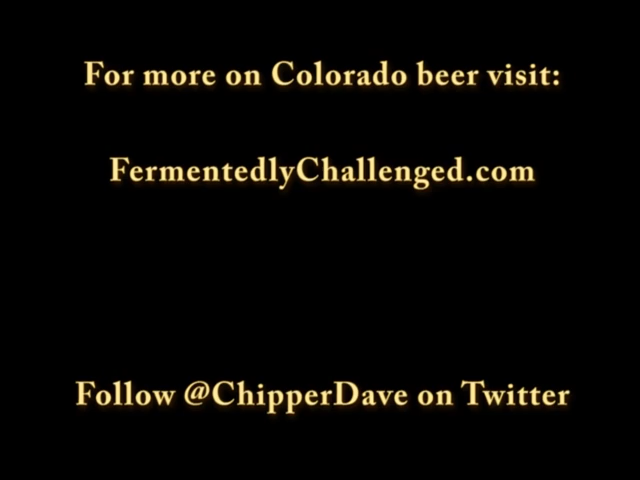 For more on Colorado beer visit:
FermentedlyChallenged.com
Follow @ChipperDave on Twitter